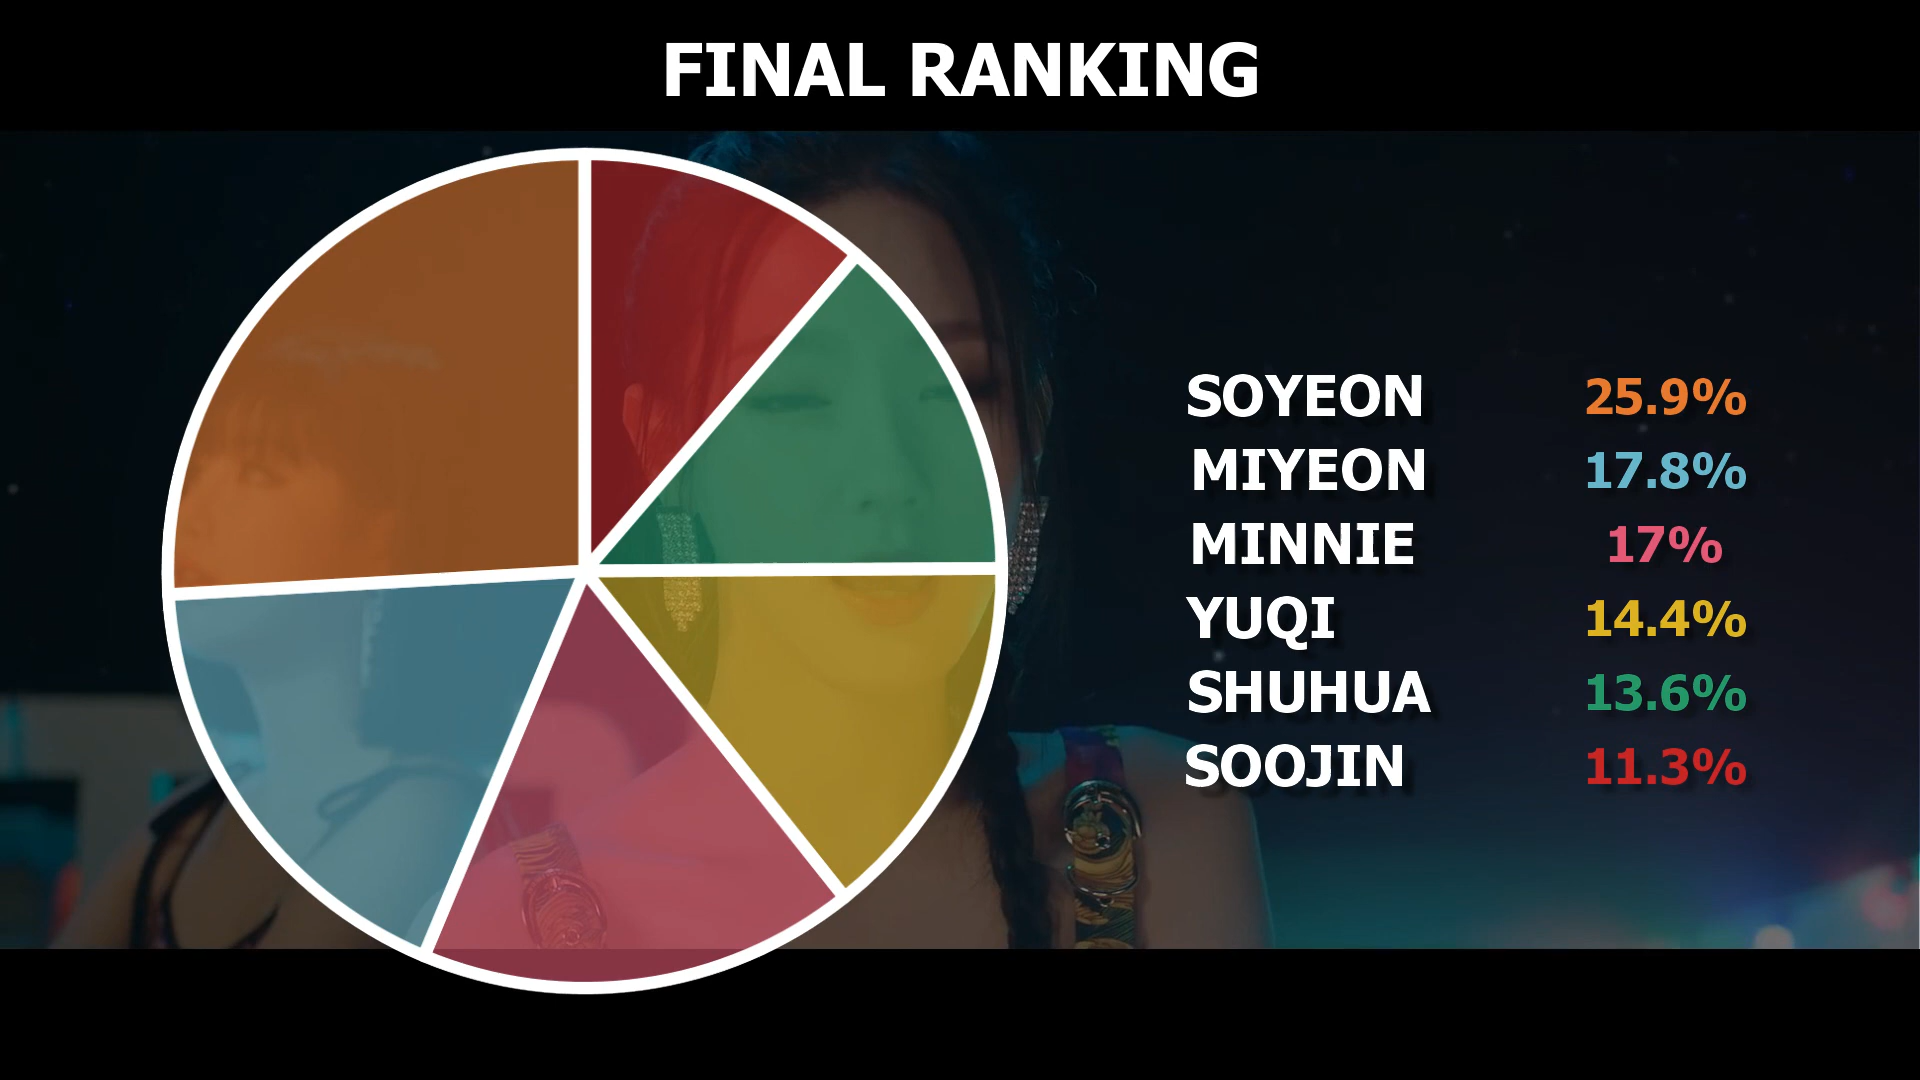 FINAL RANKING
SOYEON 25.9%
MIYEON 17.8%
MINNIE 17%
YUQI 14.4%
SHUHUA 13.6%
SOOJIN 11.3%